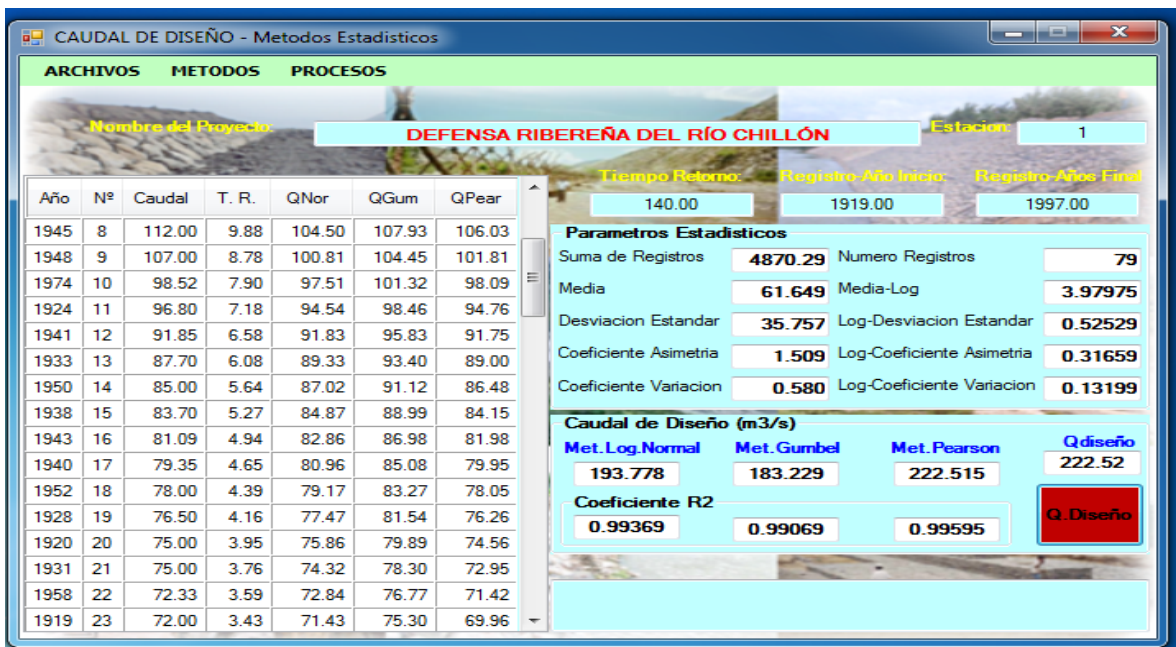 CAUDAL DE DISEÑO - Metodos Estadisticos
ARCHIVOS METODOS PROCESOS
Nombre del Proyecto: DEFENSA RIBEREÑA DEL RÍO CHILLÓN Estacion: 1
Tiempo Retorno: Registro-Año Inicio: Registro-Años Final
140.00 1919.00 1997.00
Año Nº Caudal T. R. QNor QGum QPear
1945 8 112.00 9.88 104.50 107.93 106.03
1948 9 107.00 8.78 100.81 104.45 101.81
1974 10 98.52 7.90 97.51 101.32 98.09
1924 11 96.80 7.18 94.54 98.46 94.76
1941 12 91.85 6.58 91.83 95.83 91.75
1933 13 87.70 6.08 89.33 93.40 89.00
1950 14 85.00 5.64 87.02 91.12 86.48
1938 15 83.70 5.27 84.87 88.99 84.15
1943 16 81.09 4.94 82.86 86.98 81.98
1940 17 79.35 4.65 80.96 85.08 79.95
1952 18 78.00 4.39 79.17 83.27 78.05
1928 19 76.50 4.16 77.47 81.54 76.26
1920 20 75.00 3.95 75.86 79.89 74.56
1931 21 75.00 3.76 74.32 78.30 72.95
1958 22 72.33 3.59 72.84 76.77 71.42
1919 23 72.00 3.43 71.43 75.30 69.96
Parametros Estadisticos
Suma de Registros 4870.29 Numero Registros 79
Media 61.649 Media-Log 3.97975
Desviacion Estandar 35.757 Log-Desviacion Estandar 0.52529
Coeficiente Asimetria 1.509 Log-Coeficiente Asimetria 0.31659
Coeficiente Variacion 0.580 Log-Coeficiente Variacion 0.13199
Caudal de Diseño (m3/s)
Met.Log.Normal Met.Gumbel Met.Pearson Qdiseño
193.778 183.229 222.515 222.52
Coeficiente R2
0.99369 0.99069 0.99595
Q.Diseño